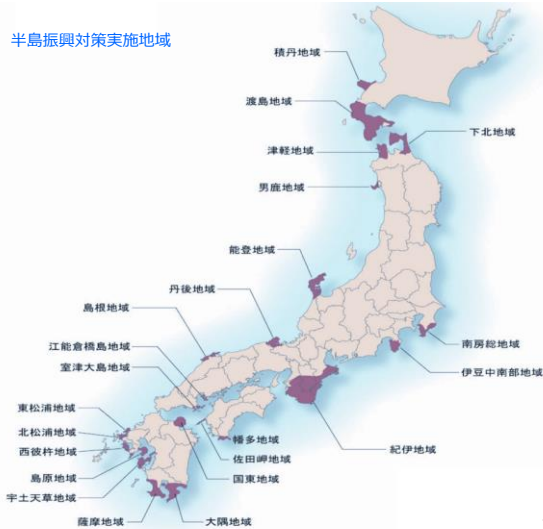 半島振興対策実施地域
積丹地域
渡島地域
下北地域
津軽地域
男鹿地域
能登地域
丹後地域
島根地域
南房総地域
江能倉橋島地域
室津大島地域
伊豆中南部地域
東松浦地域
北松浦地域
幡多地域
紀伊地域
西彼杵地域
佐田岬地域
島原地域
国東地域
宇土天草地域
薩摩地域
大隅地域